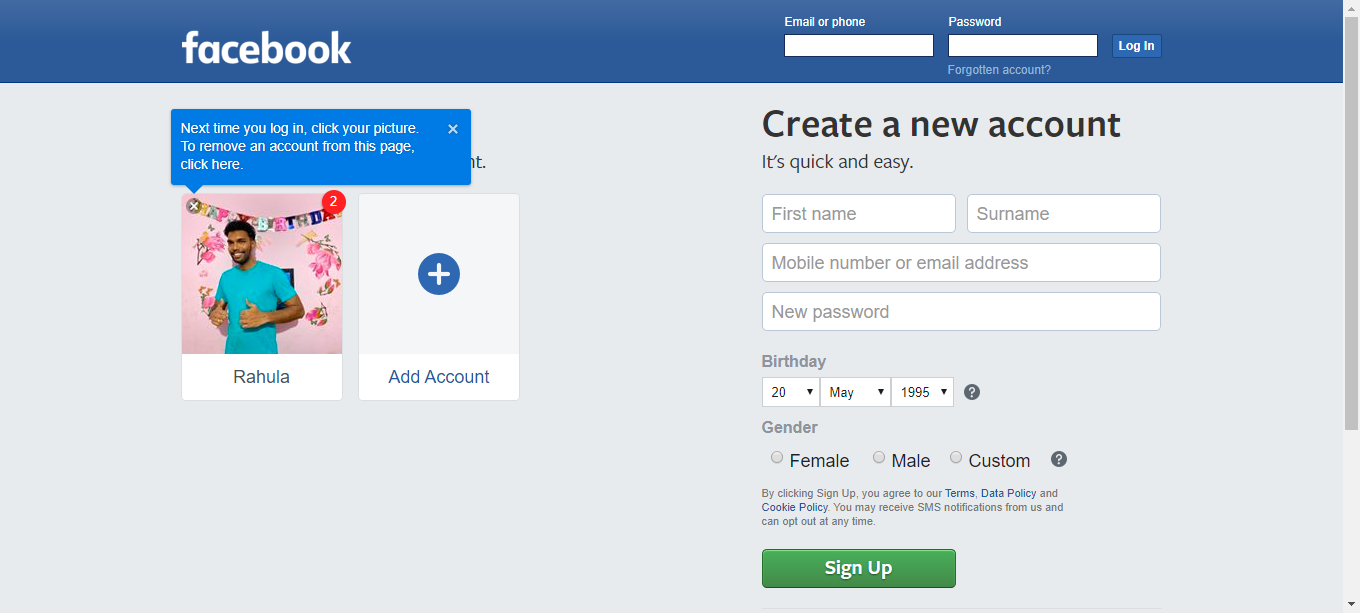 facebook
Email or phone
Password
Log In
Forgotten account?
Next time you log in, click your picture.
To remove an account from this page,
click here.
2
Rahula
Add Account
Create a new account
It's quick and easy.
First name
Surname
Mobile number or email address
New password
Birthday
20 May 1995
Gender
Female Male Custom
By clicking Sign Up, you agree to our Terms, Data Policy and
Cookie Policy. You may receive SMS notifications from us and
can opt out at any time.
Sign Up